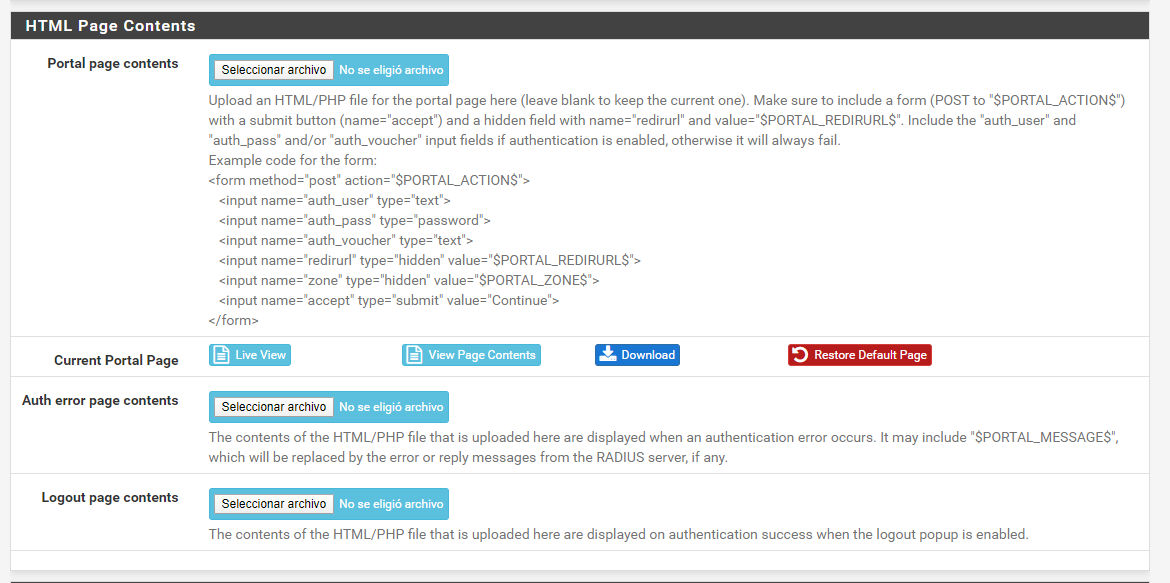 HTML Page Contents
Portal page contents
Seleccionar archivo No se eligió archivo
Upload an HTML/PHP file for the portal page here (leave blank to keep the current one). Make sure to include a form (POST to "$PORTAL_ACTION$")
with a submit button (name="accept") and a hidden field with name="redirurl" and value="$PORTAL_REDIRURL$". Include the "auth_user" and
"auth_pass" and/or "auth_voucher" input fields if authentication is enabled, otherwise it will always fail.
Example code for the form:
<form method="post" action="$PORTAL_ACTION$">
<input name="auth_user" type="text">
<input name="auth_pass" type="password">
<input name="auth_voucher" type="text">
<input name="redirurl" type="hidden" value="$PORTAL_REDIRURL$">
<input name="zone" type="hidden" value="$PORTAL_ZONE$">
<input name="accept" type="submit" value="Continue">
</form>
Current Portal Page
Live View
View Page Contents
Download
Restore Default Page
Auth error page contents
Seleccionar archivo No se eligió archivo
The contents of the HTML/PHP file that is uploaded here are displayed when an authentication error occurs. It may include "$PORTAL_MESSAGE$",
which will be replaced by the error or reply messages from the RADIUS server, if any.
Logout page contents
Seleccionar archivo No se eligió archivo
The contents of the HTML/PHP file that is uploaded here are displayed on authentication success when the logout popup is enabled.